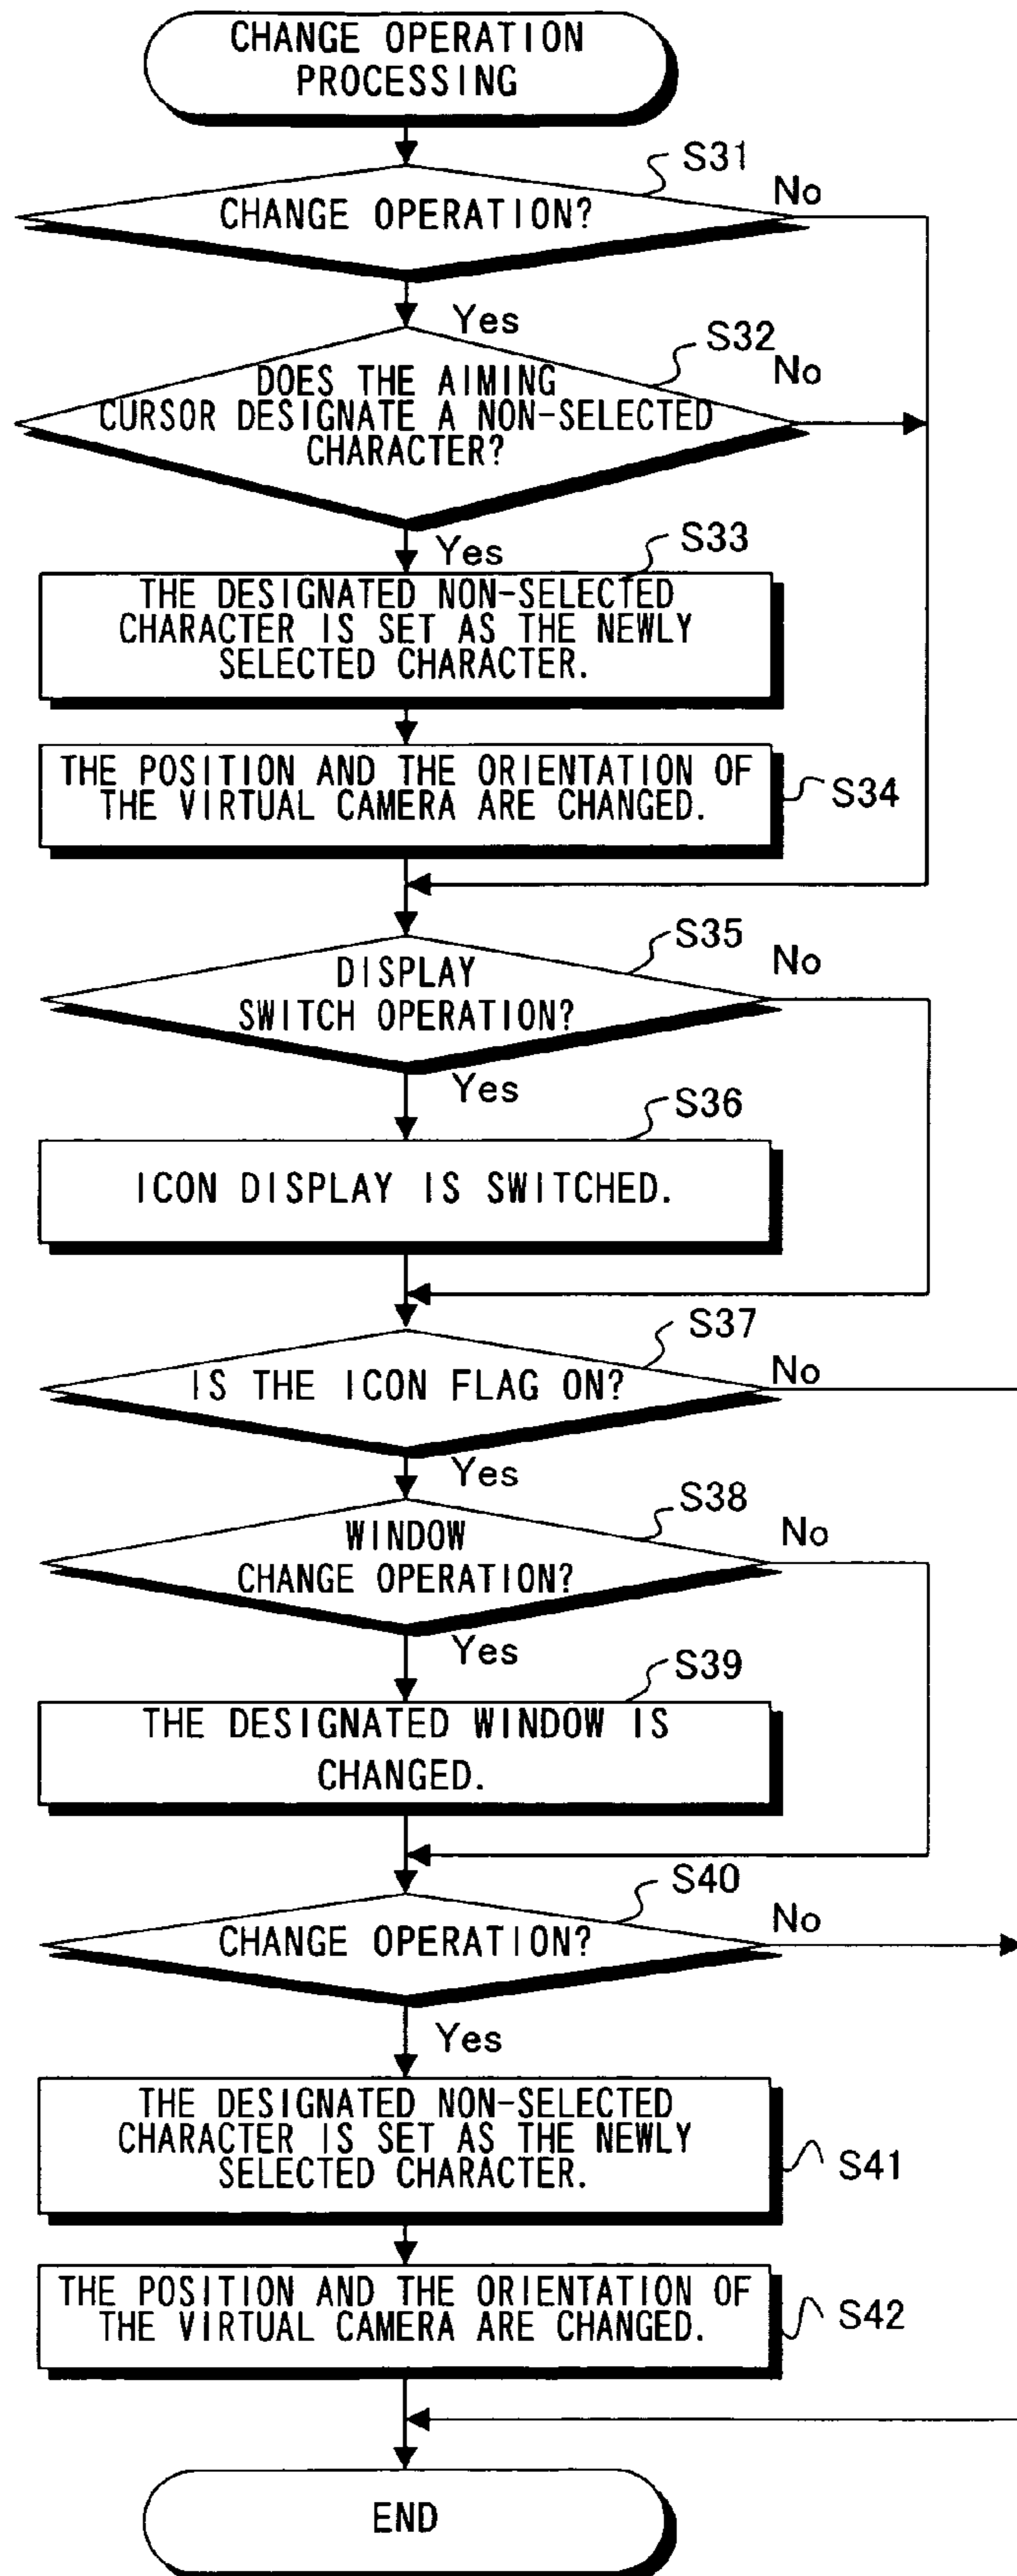 CHANGE OPERATION
PROCESSING
S31
No
CHANGE OPERATION?
Yes
S32
No
DOES THE AIMING
CURSOR DESIGNATE A NON-SELECTED
CHARACTER?
Yes
S33
THE DESIGNATED NON-SELECTED
CHARACTER IS SET AS THE NEWLY
SELECTED CHARACTER.
THE POSITION AND THE ORIENTATION OF
THE VIRTUAL CAMERA ARE CHANGED.
S34
S35
No
DISPLAY
SWITCH OPERATION?
Yes
S36
ICON DISPLAY IS SWITCHED.
S37
No
IS THE ICON FLAG ON?
Yes
S38
No
WINDOW
CHANGE OPERATION?
Yes
S39
THE DESIGNATED WINDOW IS
CHANGED.
S40
No
CHANGE OPERATION?
Yes
THE DESIGNATED NON-SELECTED
CHARACTER IS SET AS THE NEWLY
SELECTED CHARACTER.
S41
THE POSITION AND THE ORIENTATION OF
THE VIRTUAL CAMERA ARE CHANGED.
S42
END